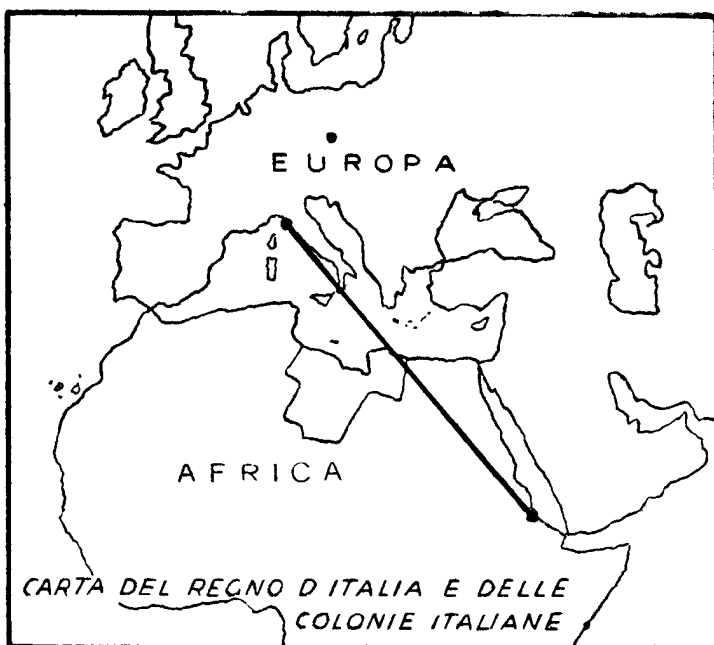 EUROPA
AFRICA
CARTA DEL REGNO D ITALIA E DELLE
COLONIE ITALIANE